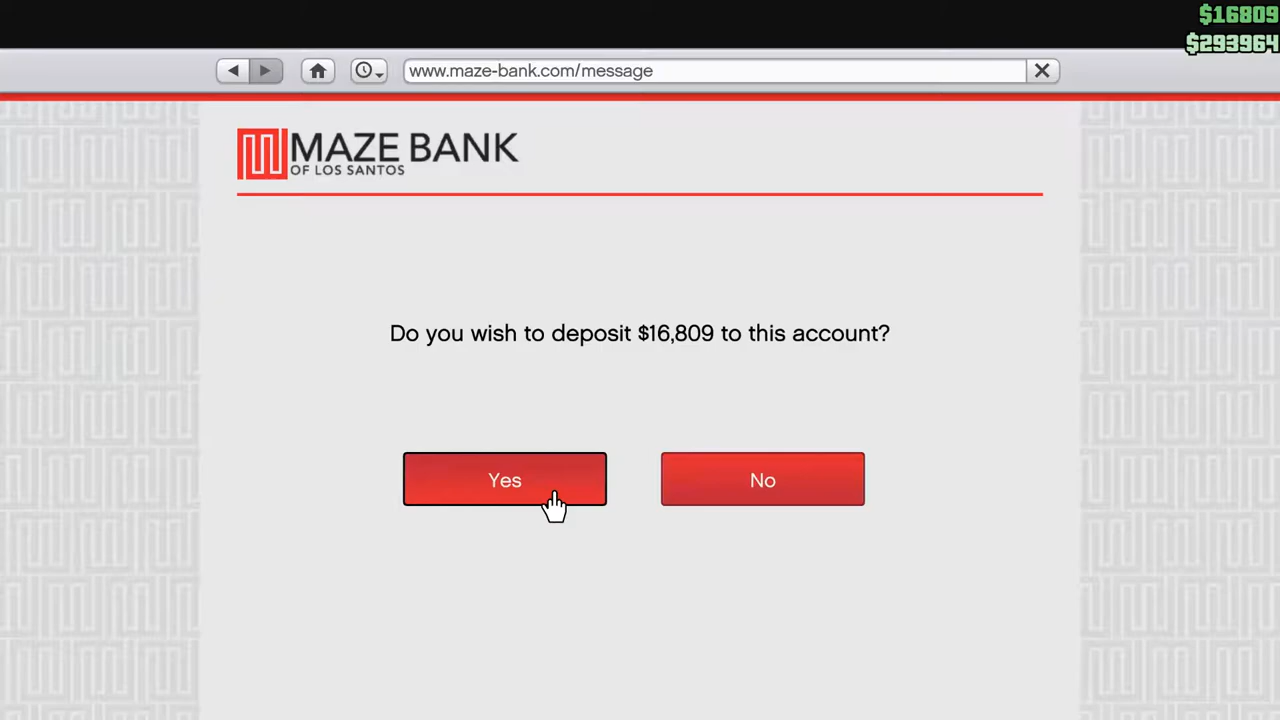 $16809
$293964
www.maze-bank.com/message
MAZE BANK
OF LOS SANTOS
Do you wish to deposit $16,809 to this account?
Yes
No